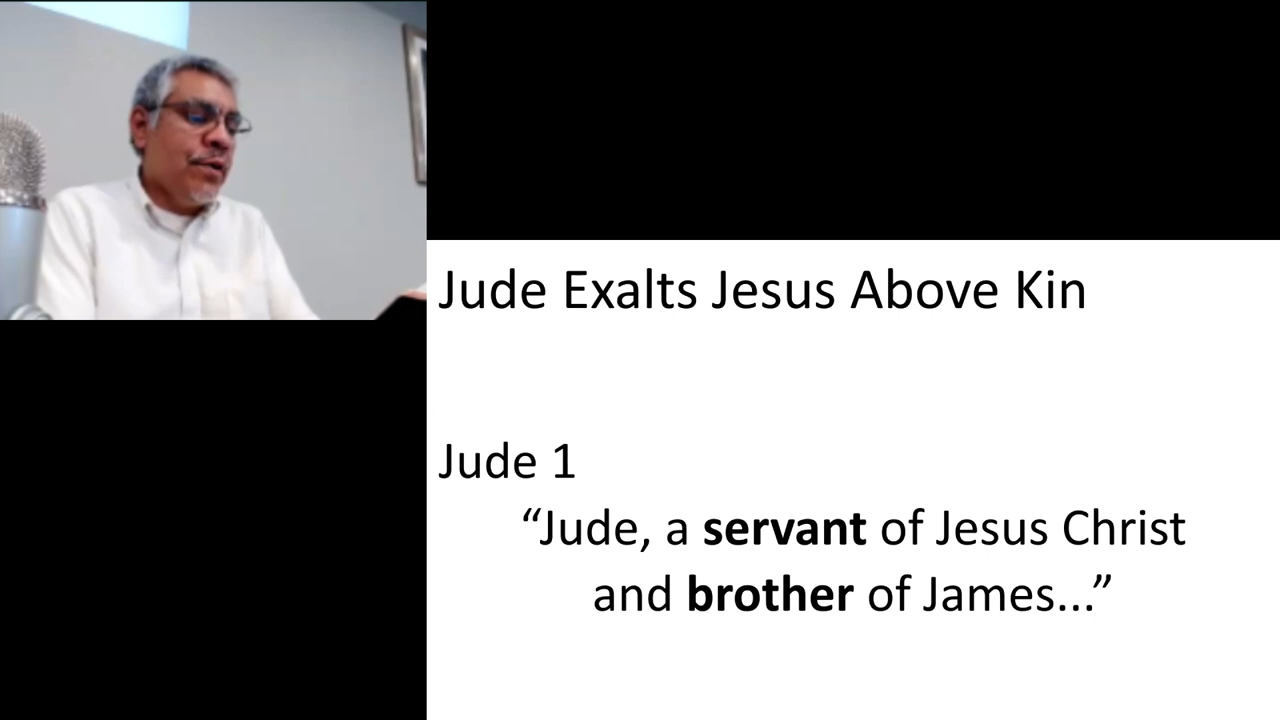 Jude Exalts Jesus Above Kin
Jude 1
“Jude, a servant of Jesus Christ
and brother of James...”